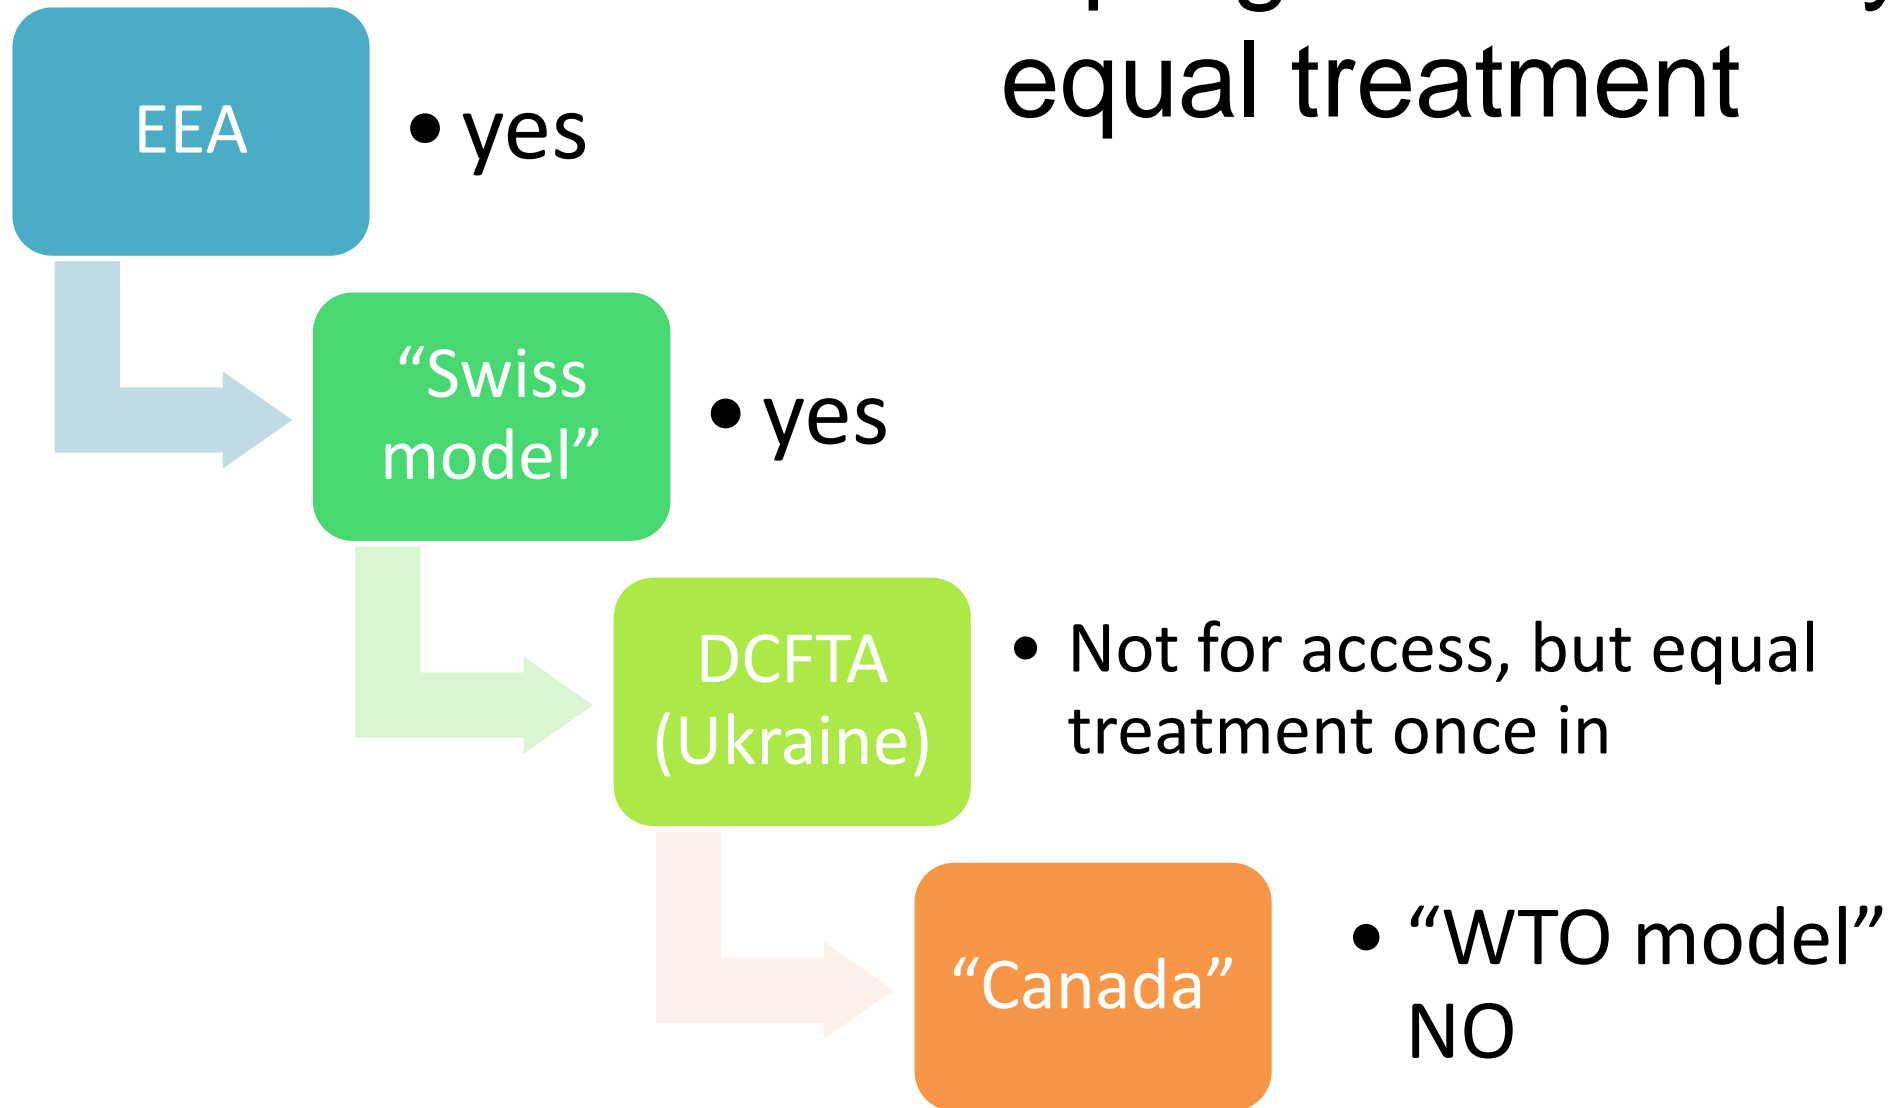 equal treatment
EEA
• yes
“Swiss
model”
• yes
DCFTA
(Ukraine)
• Not for access, but equal
treatment once in
“Canada”
• “WTO model”
NO